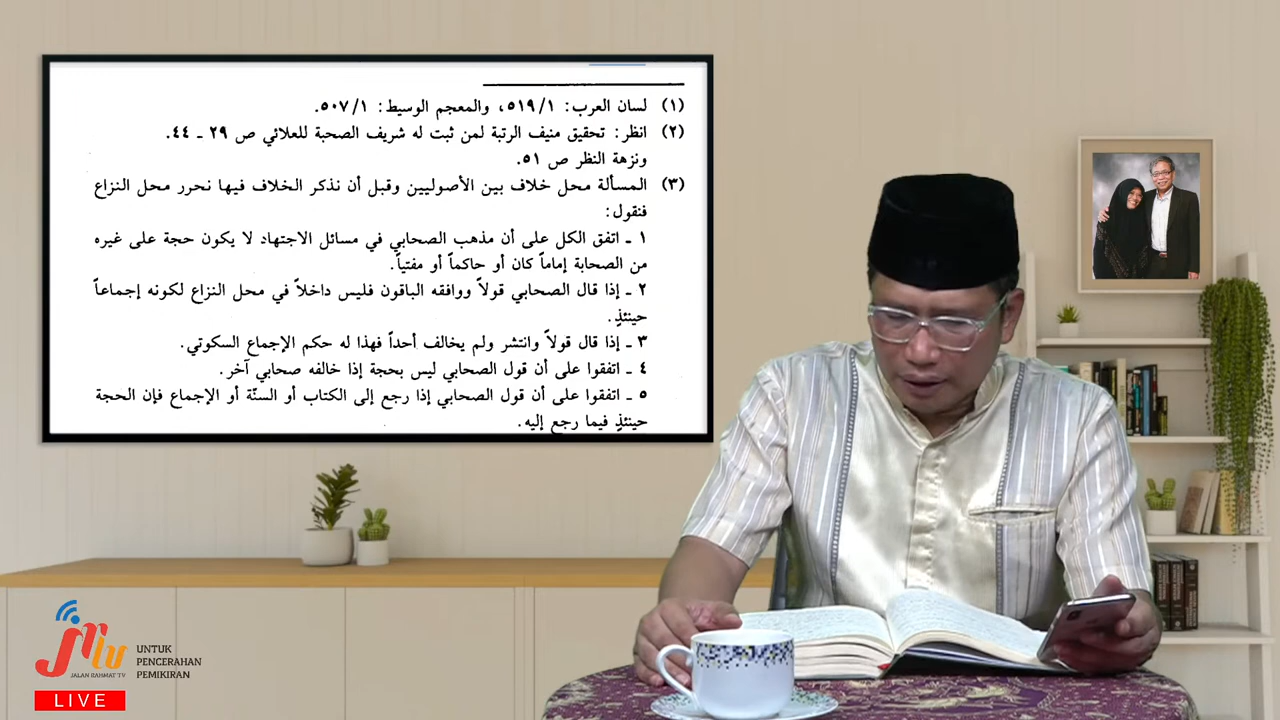 (١) لسان العرب: ٥١٩/١، والمعجم الوسيط: ٥٠٧/١.
(٢) انظر: تحقيق منيف الرتبة لمن ثبت له شريف الصحبة للعلائي ص ٢٩ ـ ٤٤.
ونزهة النظر ص ٥١.
(٣) المسألة محل خلاف بين الأصوليين وقبل أن نذكر الخلاف فيها نحرر محل النزاع
فنقول:
١ ـ اتفق الكل على أن مذهب الصحابي في مسائل الاجتهاد لا يكون حجة على غيره
من الصحابة إماماً كان أو حاكماً أو مفتياً.
٢ ـ إذا قال الصحابي قولاً ووافقه الباقون فليس داخلاً في محل النزاع لكونه إجماعاً
حينئذٍ.
٣ ـ إذا قال قولاً وانتشر ولم يخالف أحداً فهذا له حكم الإجماع السكوتي.
٤ ـ اتفقوا على أن قول الصحابي ليس بحجة إذا خالفه صحابي آخر.
٥ ـ اتفقوا على أن قول الصحابي إذا رجع إلى الكتاب أو السنّة أو الإجماع فإن الحجة
حينئذٍ فيما رجع إليه.
JRtv
JALAN RAHMAT TV
UNTUK
PENCERAHAN
PEMIKIRAN
LIVE